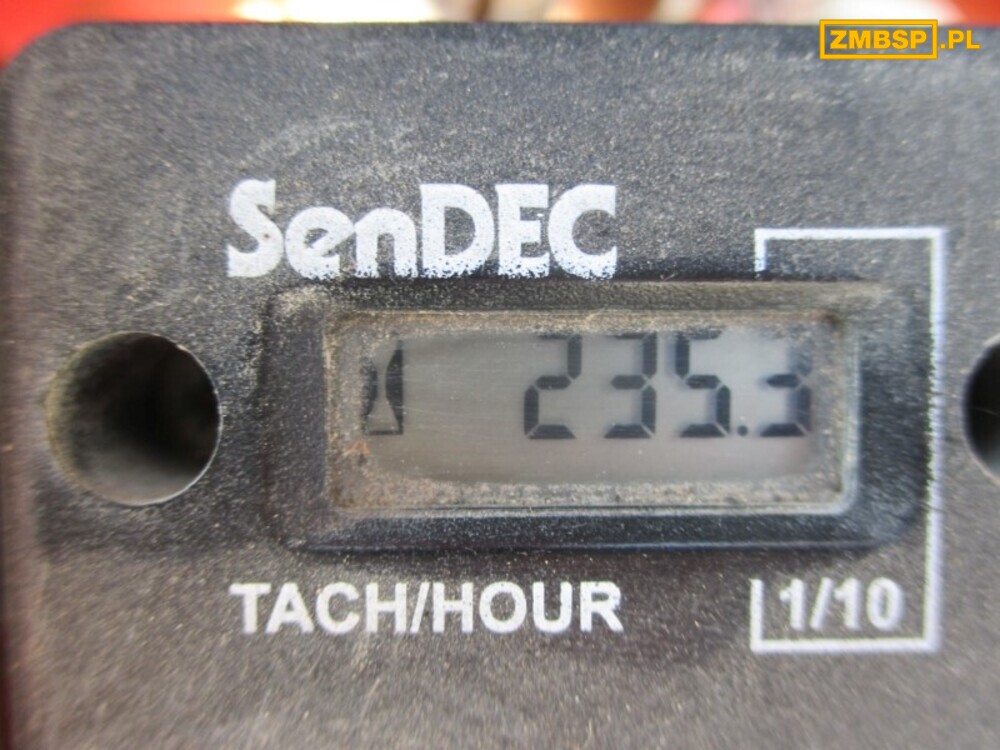 ZMBSP.PL
SenDEC
235.3
TACH/HOUR
1/10